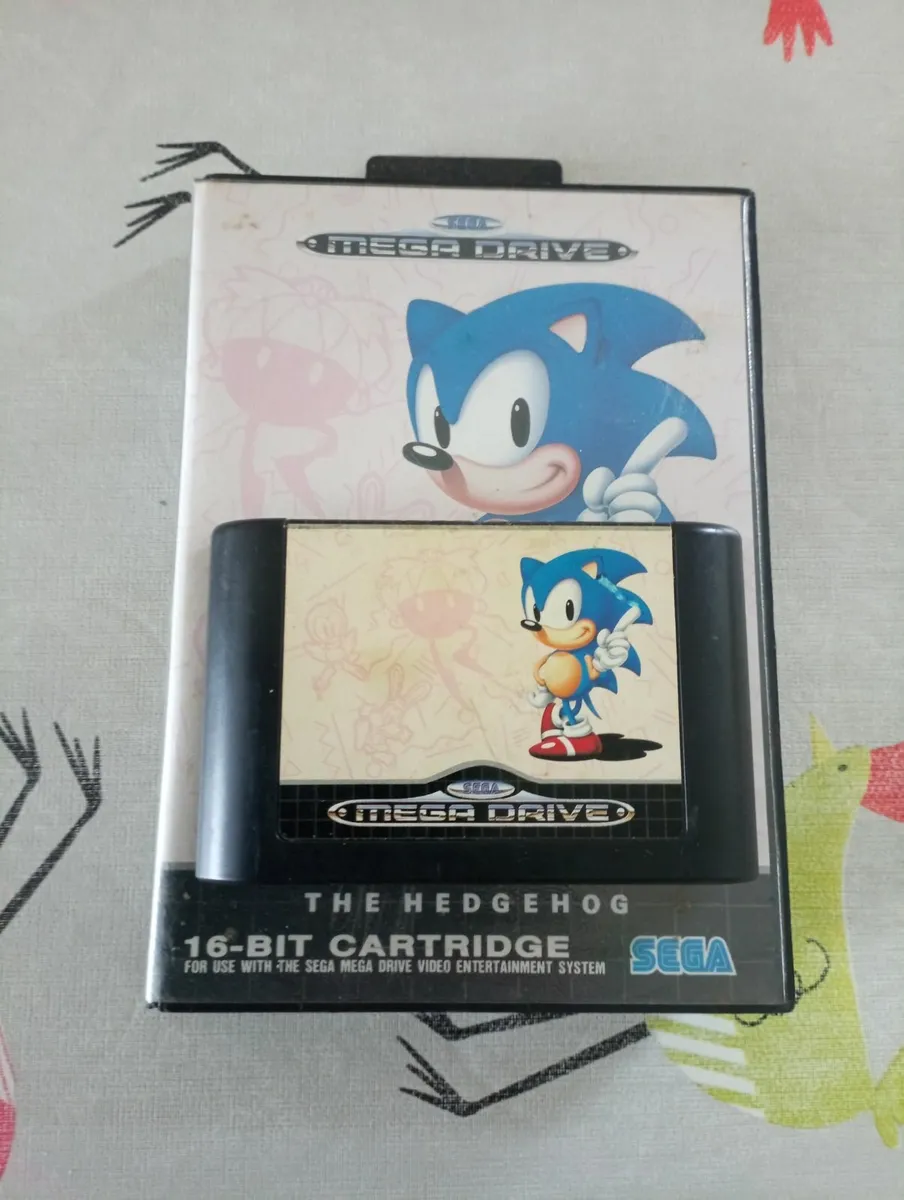 SEGA
MEGA DRIVE
SEGA
MEGA DRIVE
THE HEDGEHOG
16-BIT CARTRIDGE
FOR USE WITH THE SEGA MEGA DRIVE VIDEO ENTERTAINMENT SYSTEM
SEGA